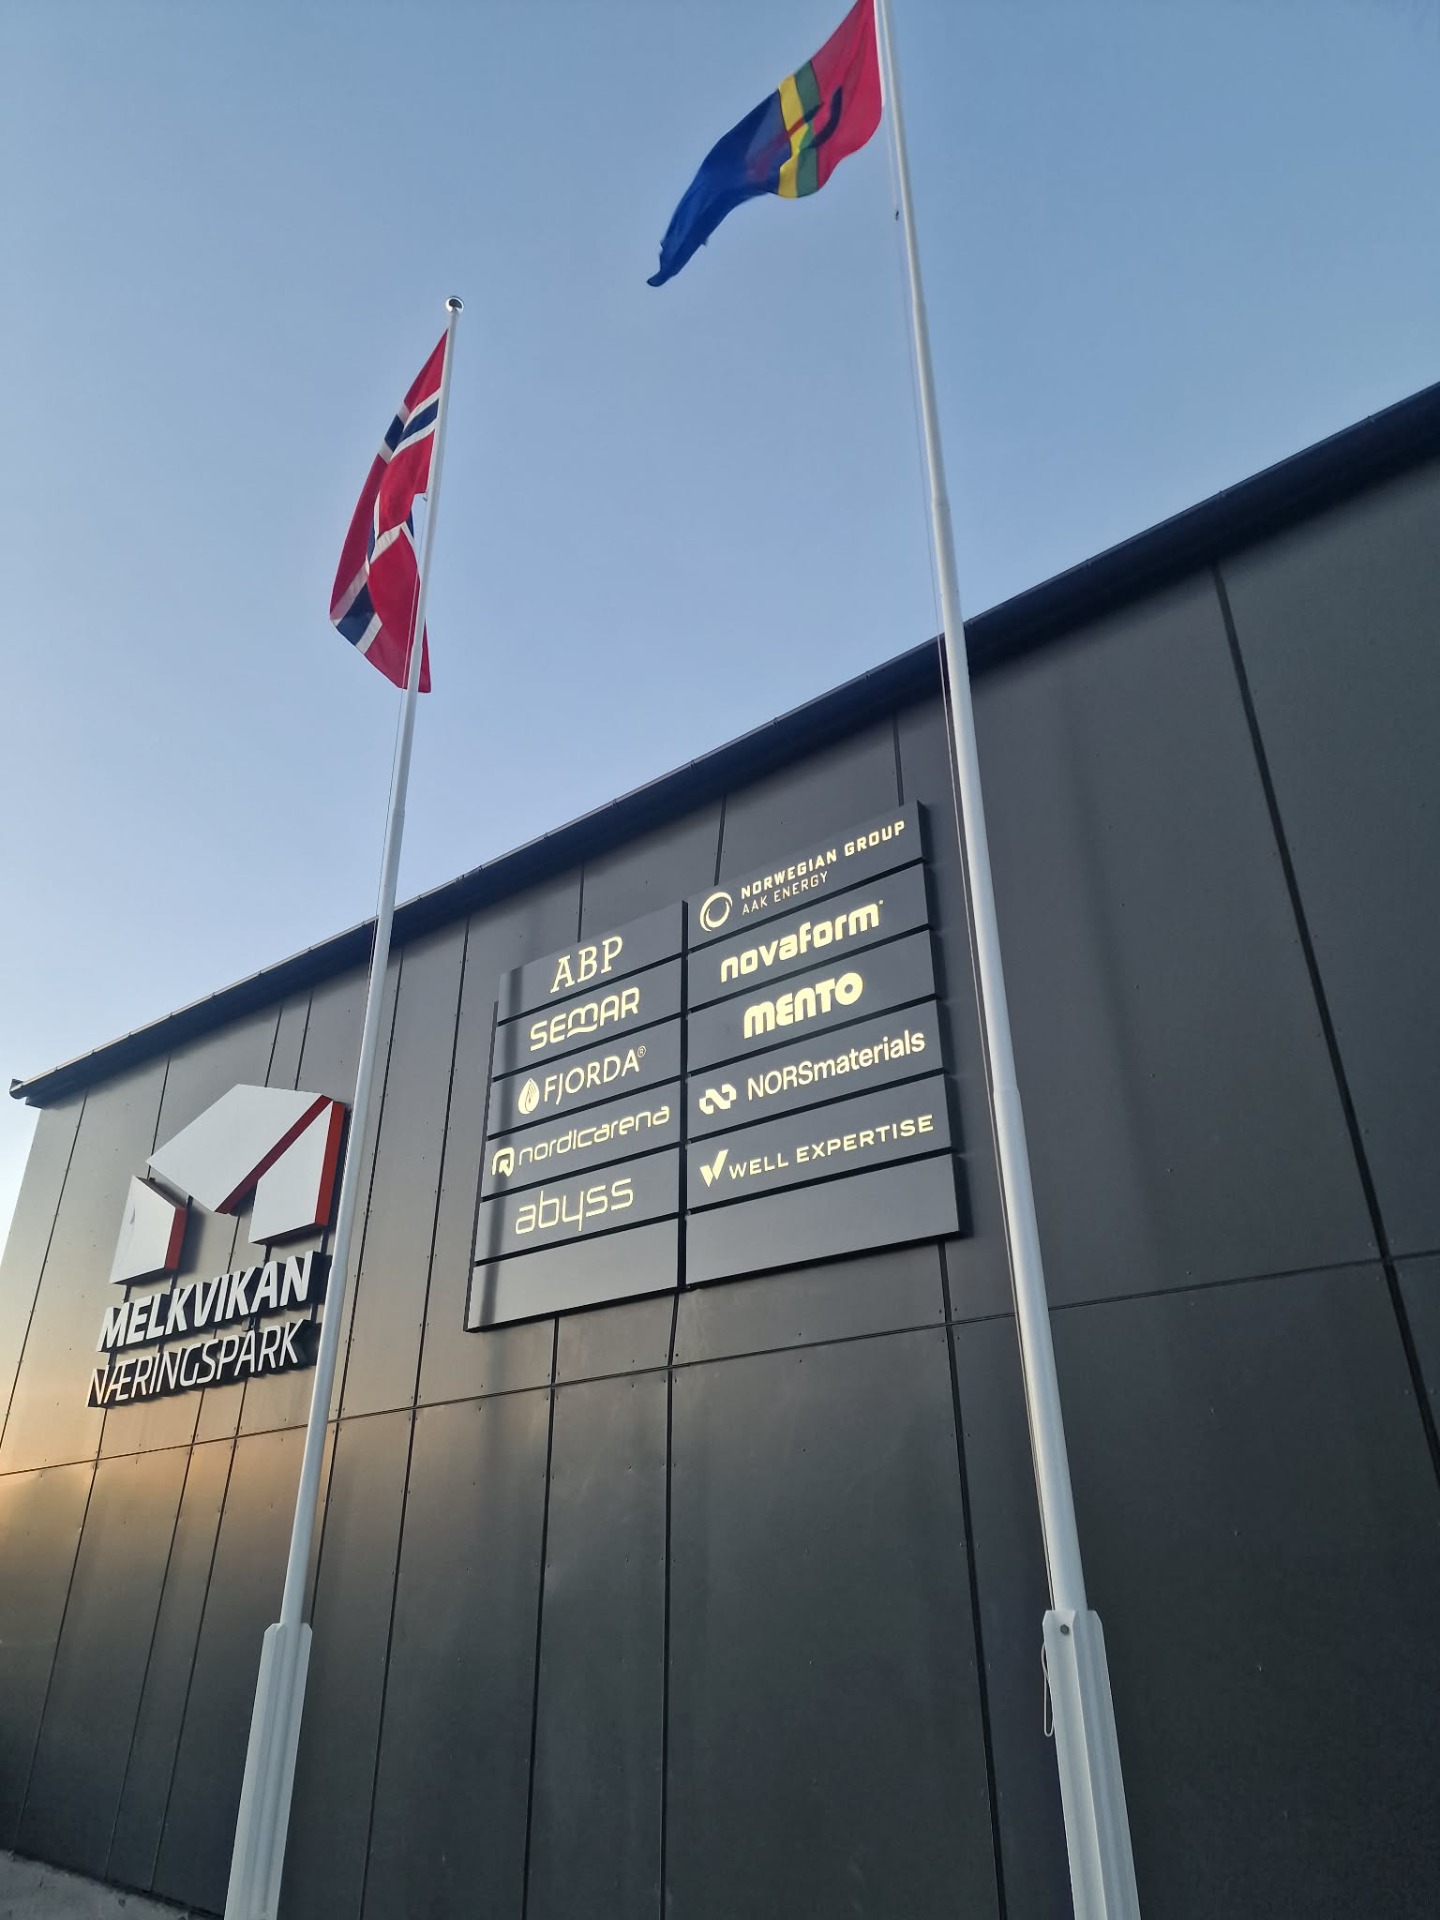 MELKVIKAN
NÆRINGSPARK
ABP
SEMAR
FJORDA®
nordicarena
abyss
NORWEGIAN GROUP
AAK ENERGY
novaform
MENTO
NORSmaterials
WELL EXPERTISE